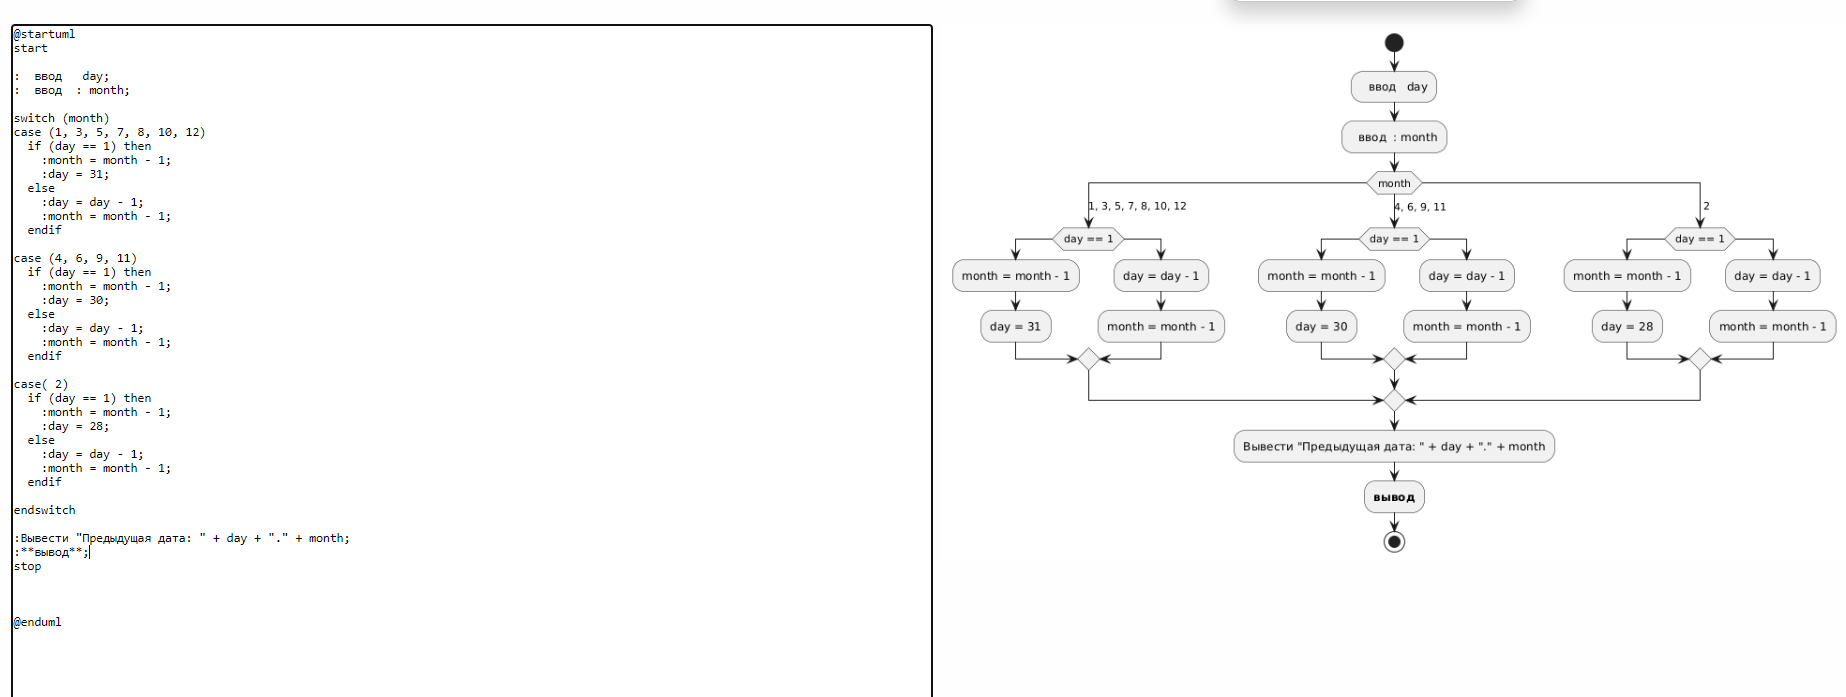 @startuml
start
:  ввод   day;
:  ввод  : month;
switch (month)
case (1, 3, 5, 7, 8, 10, 12)
  if (day == 1) then
    :month = month - 1;
    :day = 31;
  else
    :day = day - 1;
    :month = month - 1;
  endif
case (4, 6, 9, 11)
  if (day == 1) then
    :month = month - 1;
    :day = 30;
  else
    :day = day - 1;
    :month = month - 1;
  endif
case( 2)
  if (day == 1) then
    :month = month - 1;
    :day = 28;
  else
    :day = day - 1;
    :month = month - 1;
  endif
endswitch
:Вывести "Предыдущая дата: " + day + "." + month;
:**вывод**;
stop
@enduml
ввод   day
ввод  : month
month
1, 3, 5, 7, 8, 10, 12
4, 6, 9, 11
2
day == 1
day == 1
day == 1
month = month - 1
day = day - 1
month = month - 1
day = day - 1
month = month - 1
day = day - 1
day = 31
month = month - 1
day = 30
month = month - 1
day = 28
month = month - 1
Вывести "Предыдущая дата: " + day + "." + month
вывод